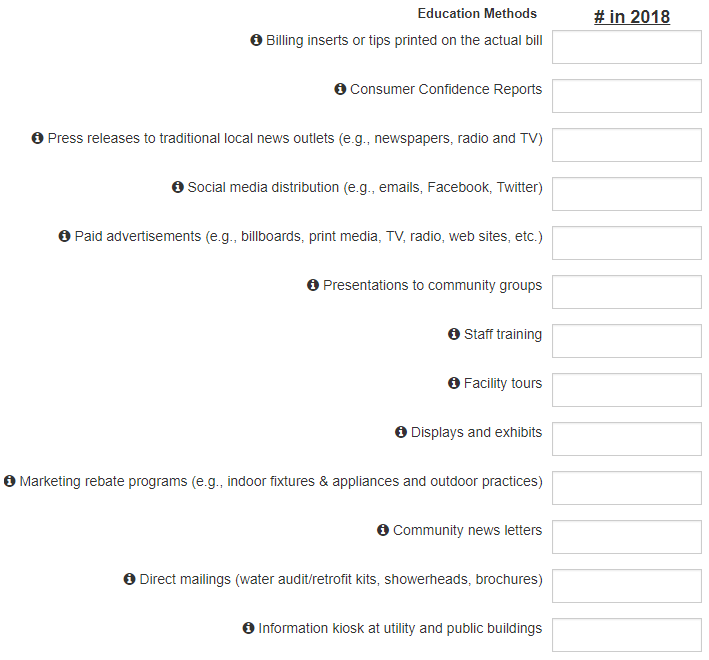 Education Methods # in 2018
Billing inserts or tips printed on the actual bill
Consumer Confidence Reports
Press releases to traditional local news outlets (e.g., newspapers, radio and TV)
Social media distribution (e.g., emails, Facebook, Twitter)
Paid advertisements (e.g., billboards, print media, TV, radio, web sites, etc.)
Presentations to community groups
Staff training
Facility tours
Displays and exhibits
Marketing rebate programs (e.g., indoor fixtures & appliances and outdoor practices)
Community news letters
Direct mailings (water audit/retrofit kits, showerheads, brochures)
Information kiosk at utility and public buildings